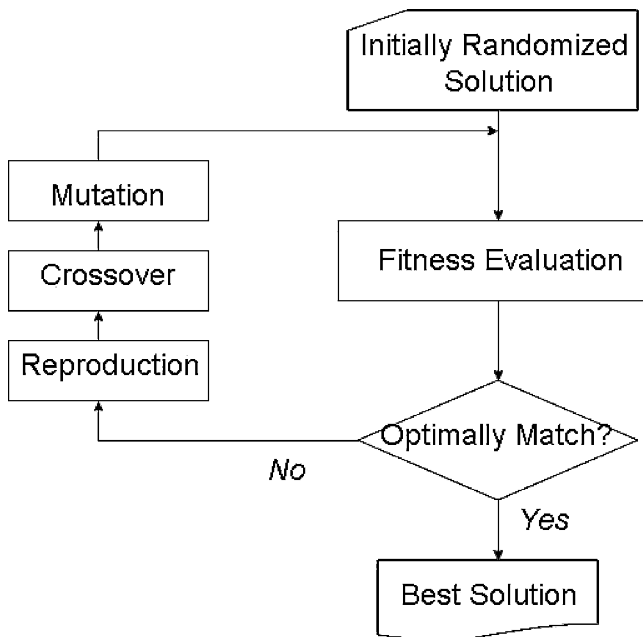 Initially Randomized
Solution
Mutation
Crossover
Fitness Evaluation
Reproduction
Optimally Match?
No
Yes
Best Solution